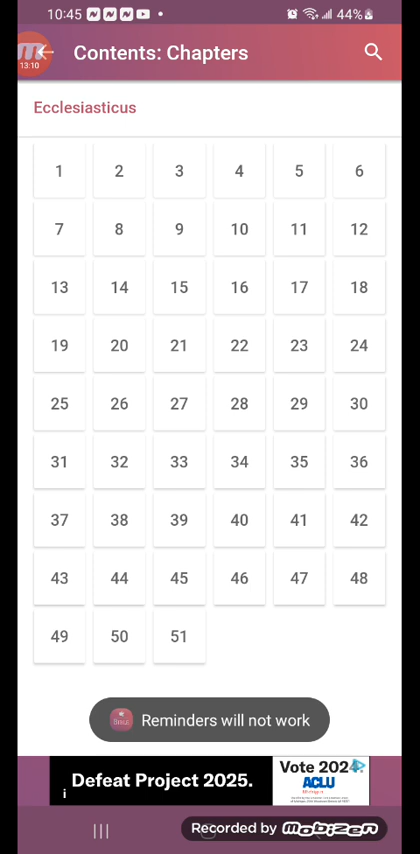 10:45 44%
Contents: Chapters
13:10
Ecclesiasticus
1 2 3 4 5 6
7 8 9 10 11 12
13 14 15 16 17 18
19 20 21 22 23 24
25 26 27 28 29 30
31 32 33 34 35 36
37 38 39 40 41 42
43 44 45 46 47 48
49 50 51
Reminders will not work
Defeat Project 2025.
Vote 2024.
ACLU
Recorded by mobizen